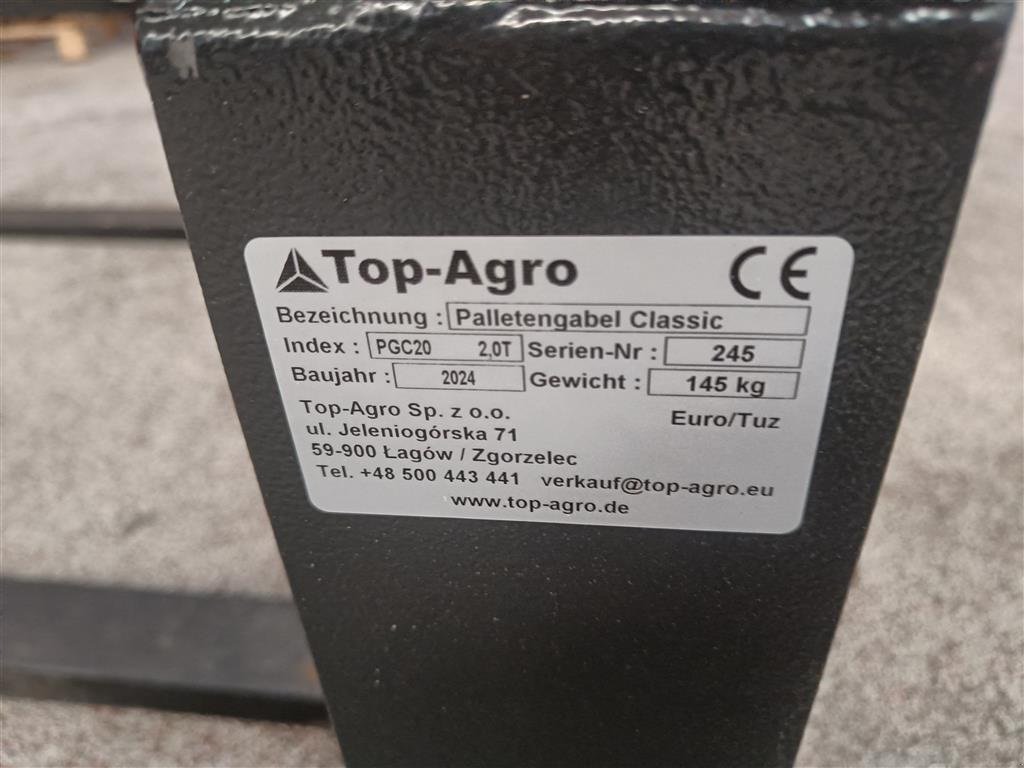 Top-Agro CE
Bezeichnung : Palletengabel Classic
Index : PGC20 2,0T Serien-Nr : 245
Baujahr : 2024 Gewicht : 145 kg
Top-Agro Sp. z o.o. Euro/Tuz
ul. Jeleniogórska 71
59-900 Łagów / Zgorzelec
Tel. +48 500 443 441 verkauf@top-agro.eu
www.top-agro.de